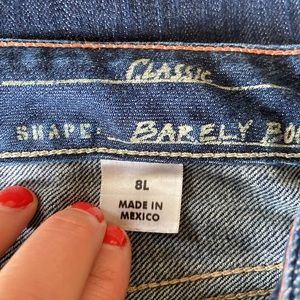 CLASSIC
SHAPE: BARELY
8L
MADE IN
MEXICO